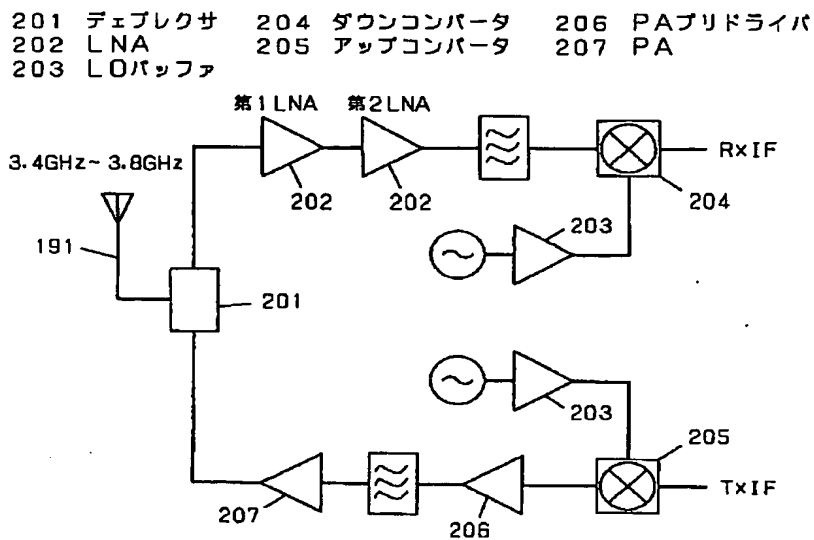 201 デェプレクサ 204 ダウンコンバータ 206 PAプリドライバ
202 LNA 205 アップコンバータ 207 PA
203 LOバッファ
第1LNA 第2LNA
3.4GHz~3.8GHz
RxIF
202 202 204
203
191
201
203
205
TxIF
207 206